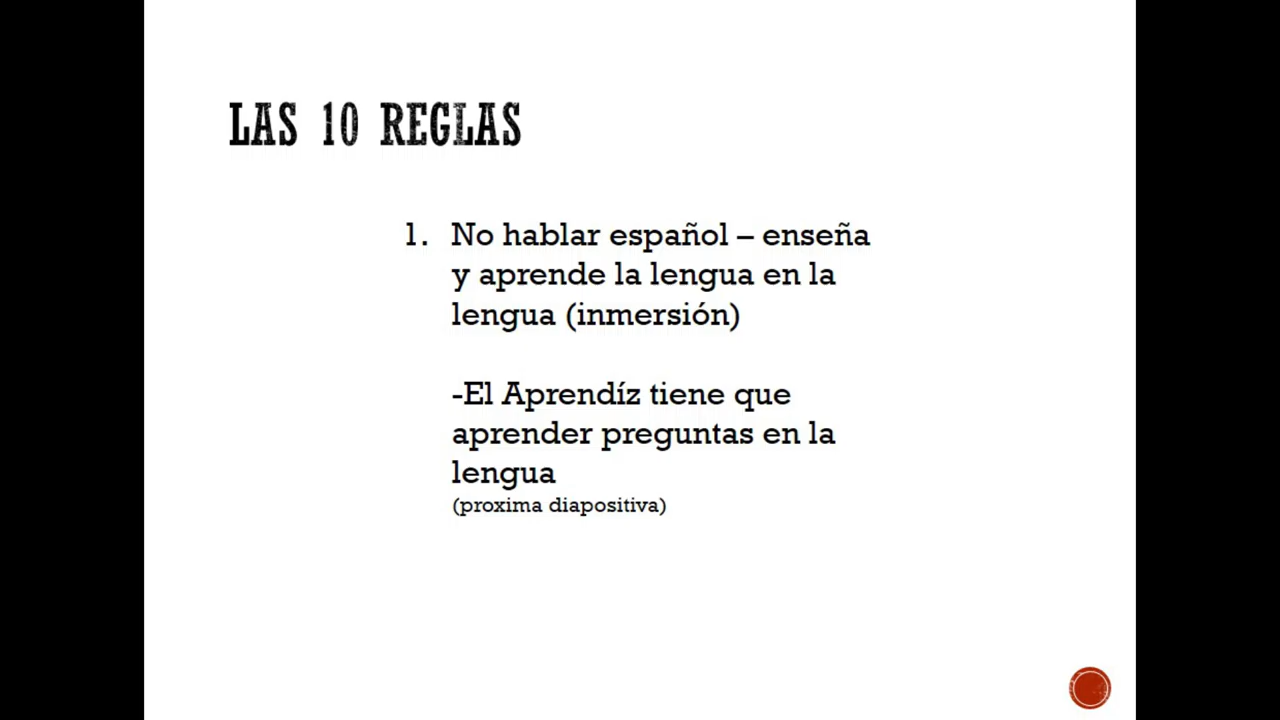 LAS 10 REGLAS
1. No hablar español – enseña
y aprende la lengua en la
lengua (inmersión)
-El Aprendíz tiene que
aprender preguntas en la
lengua
(proxima diapositiva)